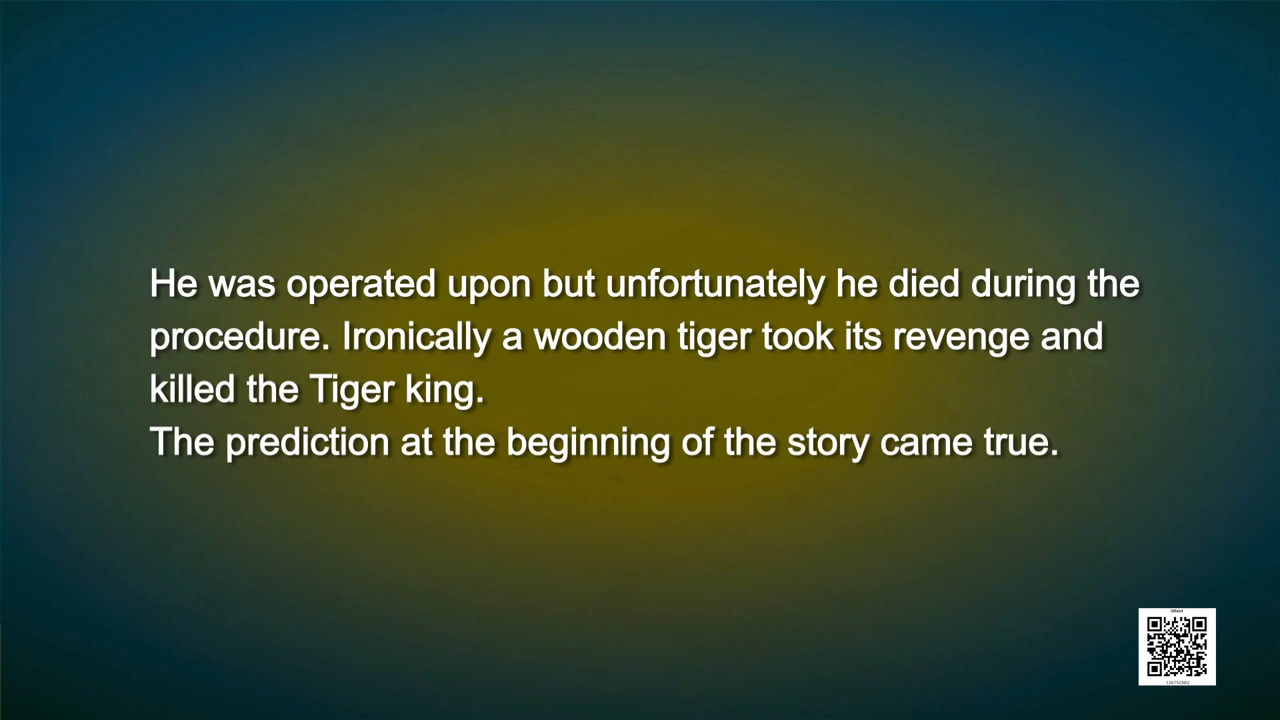 He was operated upon but unfortunately he died during the
procedure. Ironically a wooden tiger took its revenge and
killed the Tiger king.
The prediction at the beginning of the story came true.